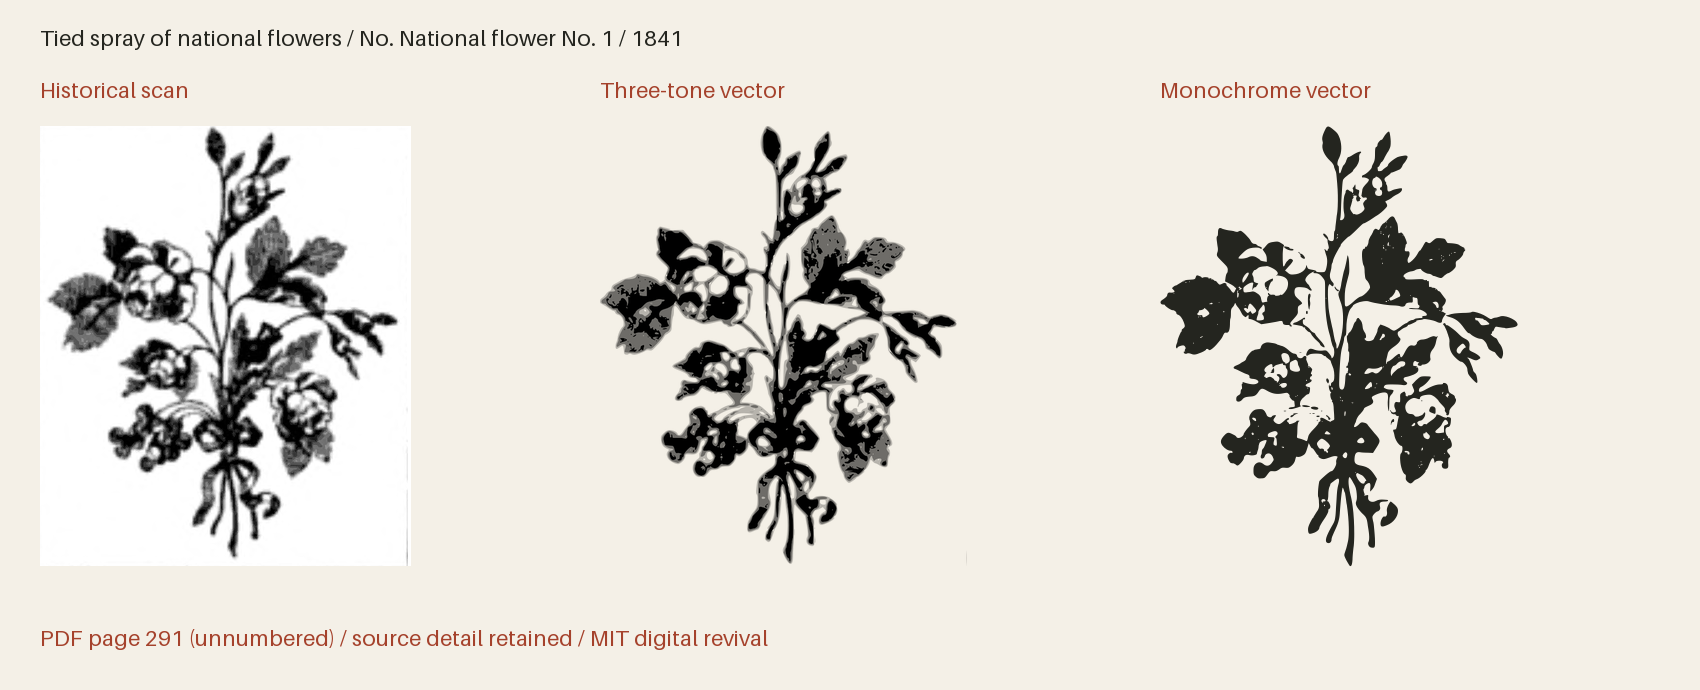 Tied spray of national flowers / No. National flower No. 1 / 1841
Historical scan
Three-tone vector
Monochrome vector
PDF page 291 (unnumbered) / source detail retained / MIT digital revival